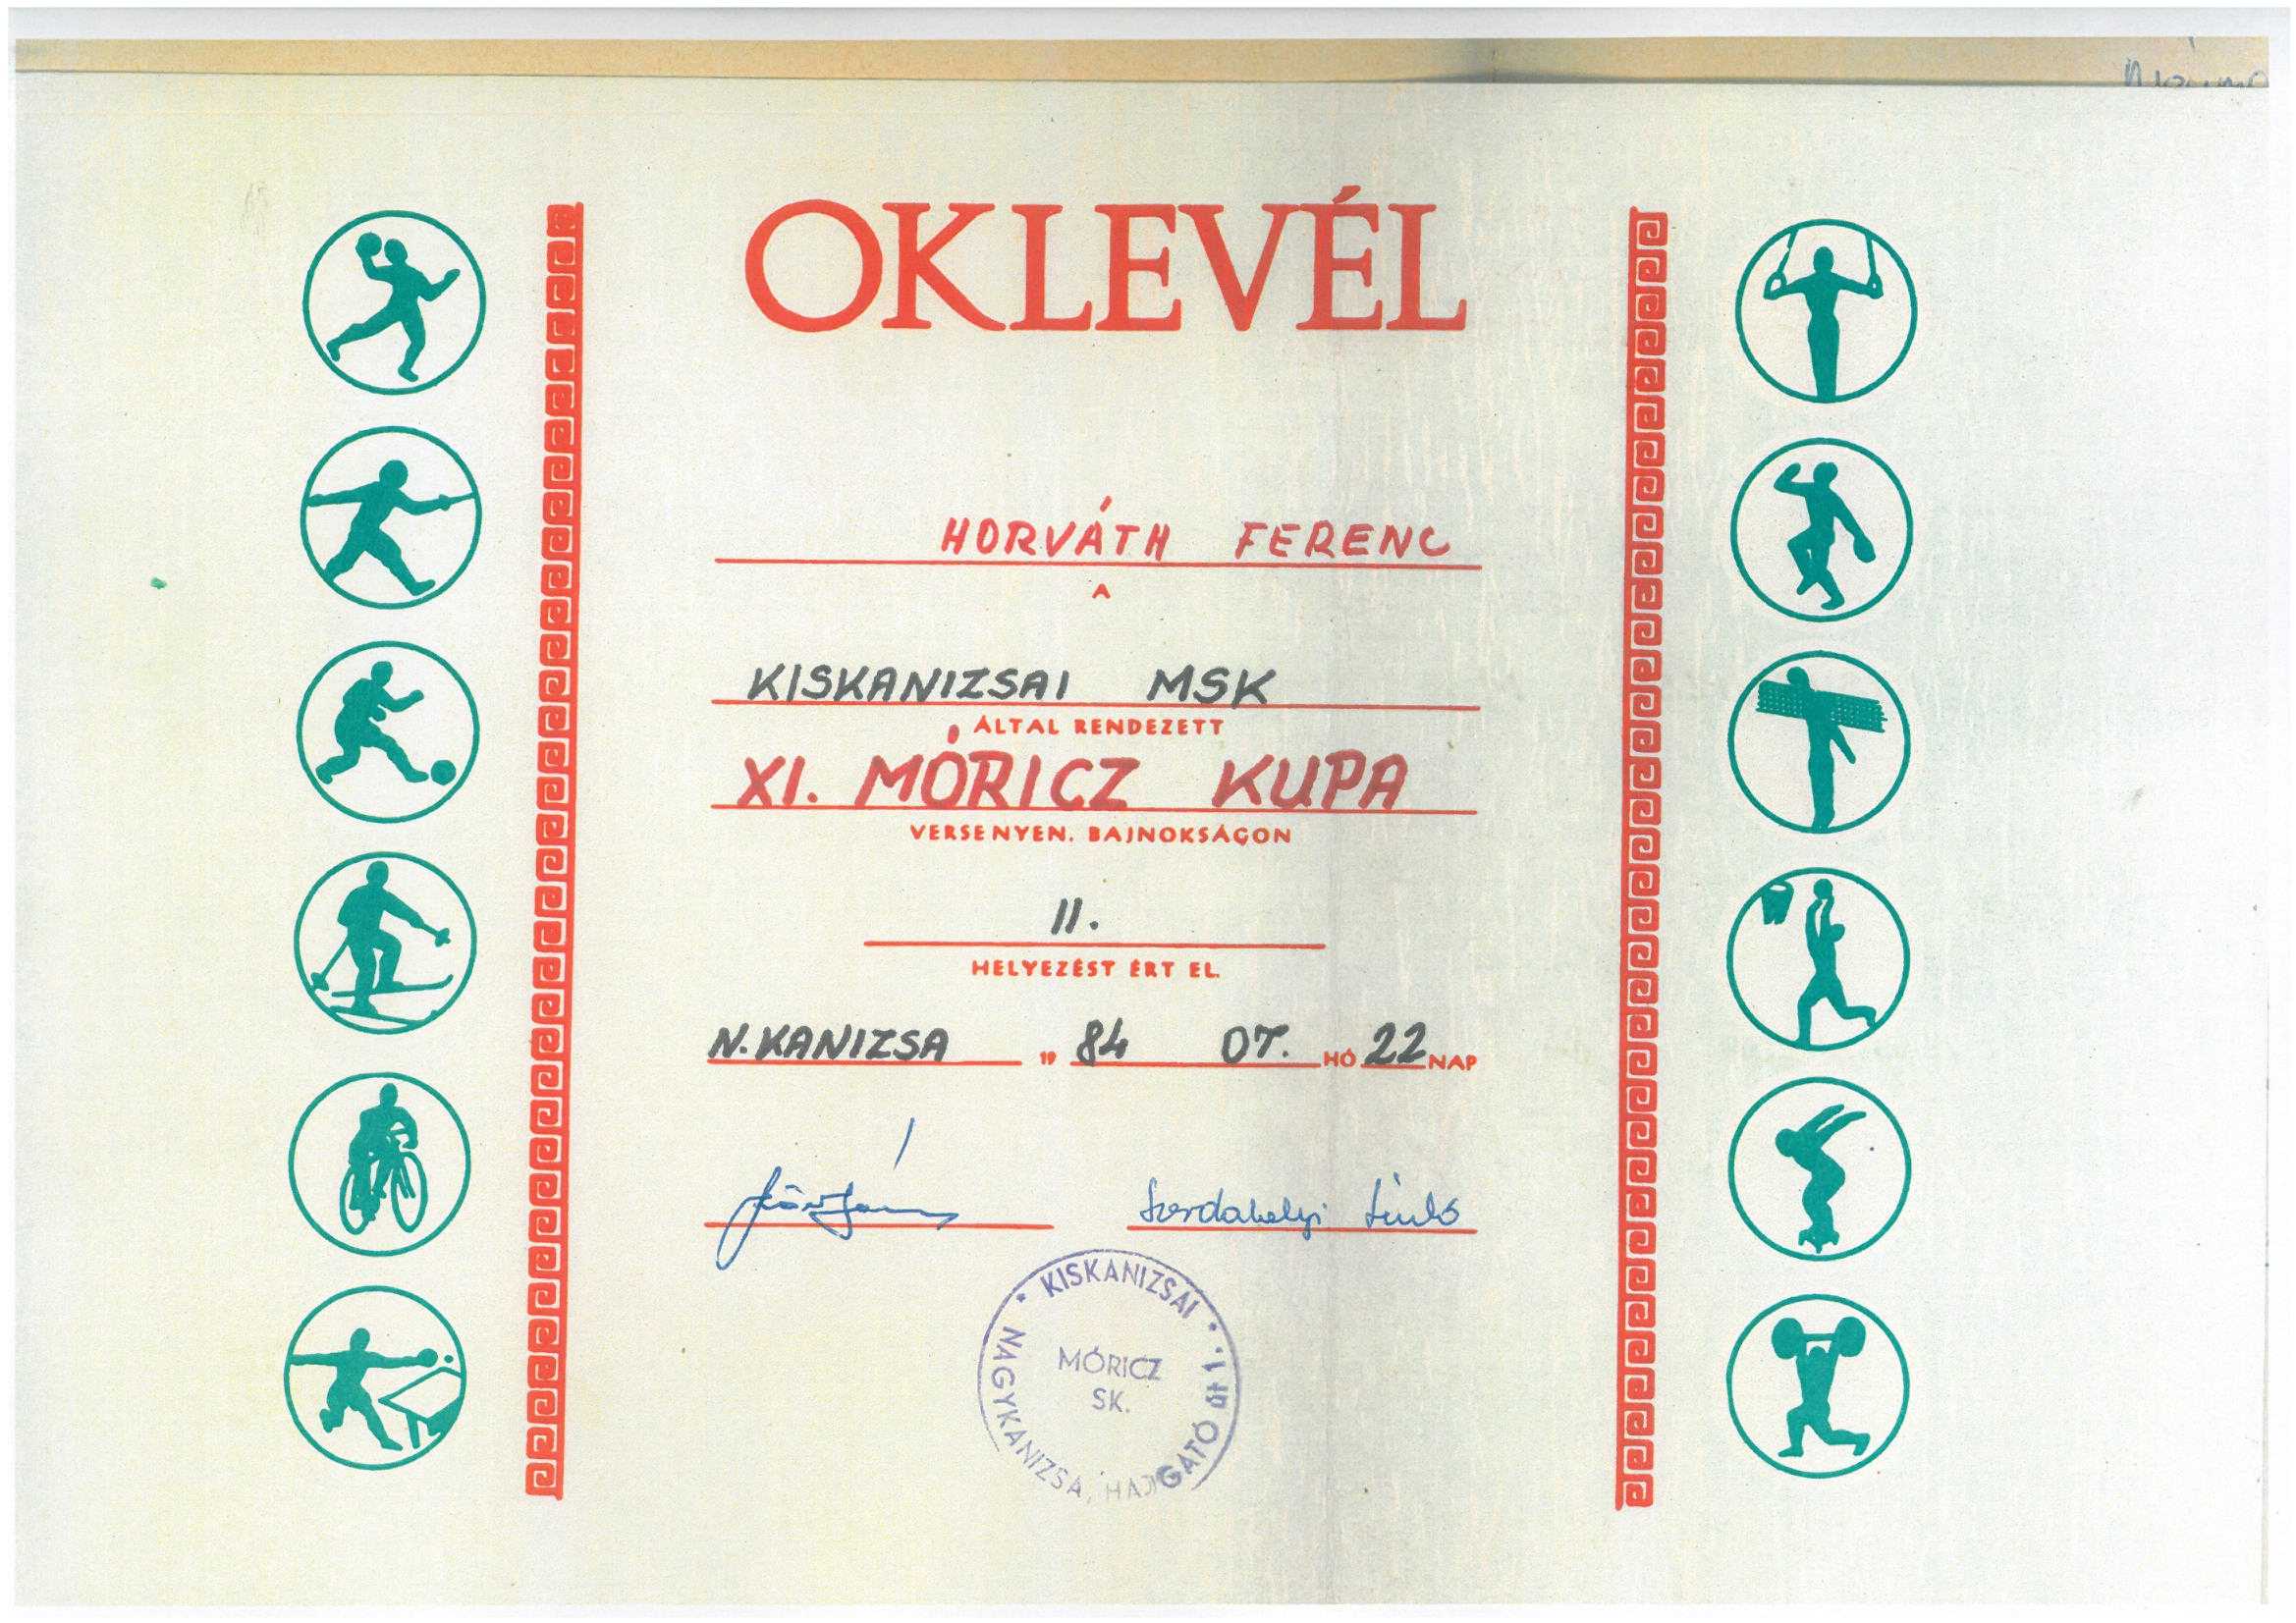 OKLEVÉL
HORVÁTH FERENC
A
KISKANIZSAI MSK
ÁLTAL RENDEZETT
XI. MÓRICZ KUPA
VERSENYEN, BAJNOKSÁGON
II.
HELYEZÉST ÉRT EL.
N.KANIZSA 19 84 07. HÓ 22 NAP
Szerdahelyi
KISKANIZSAI
MÓRICZ
SK.
NAGYKANIZSA, HAJGATÓ út 1.